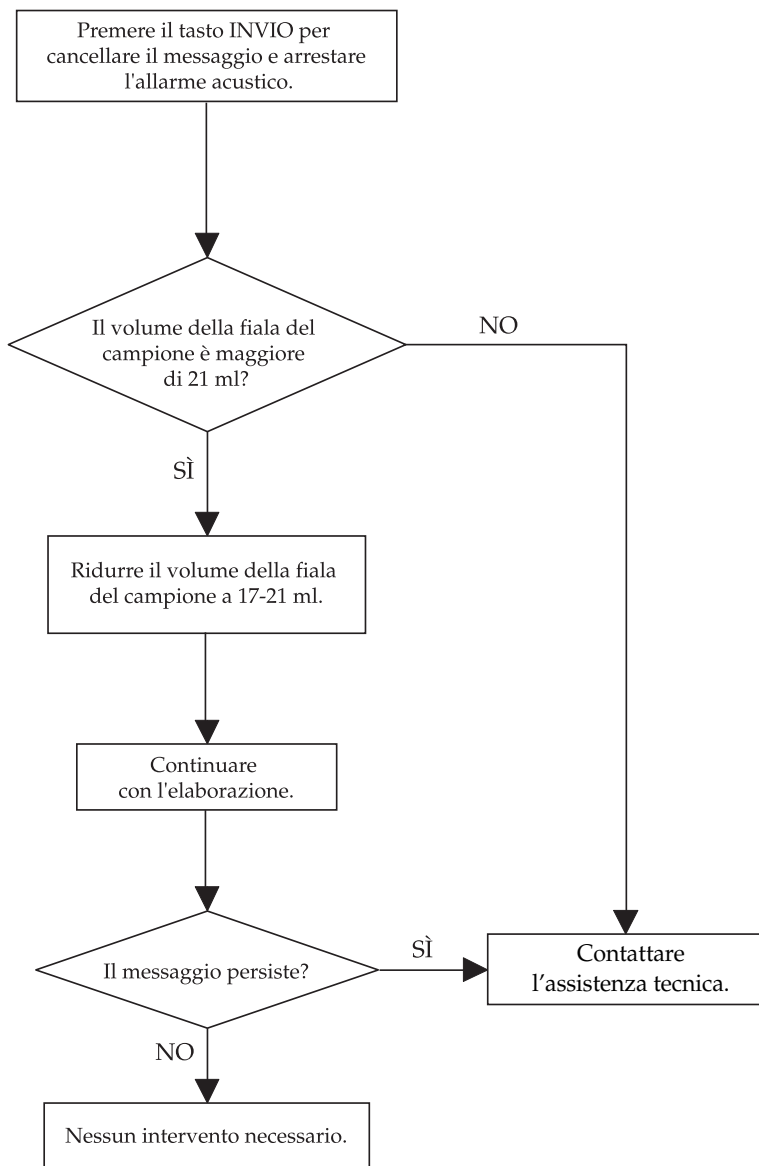 Premere il tasto INVIO per
cancellare il messaggio e arrestare
l'allarme acustico.
Il volume della fiala del
campione è maggiore
di 21 ml?
NO
SÌ
Ridurre il volume della fiala
del campione a 17-21 ml.
Continuare
con l'elaborazione.
Il messaggio persiste?
SÌ
Contattare
l’assistenza tecnica.
NO
Nessun intervento necessario.